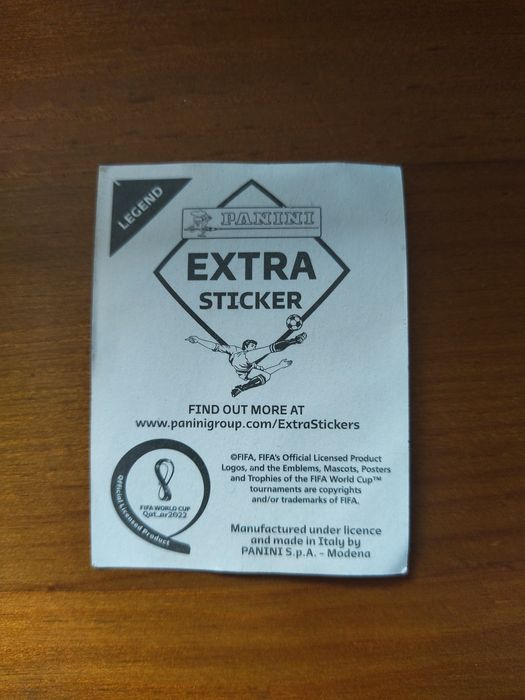 LEGEND
PANINI
EXTRA
STICKER
FIND OUT MORE AT
www.paninigroup.com/ExtraStickers
©FIFA, FIFA's Official Licensed Product
Logos, and the Emblems, Mascots, Posters
and Trophies of the FIFA World Cup™
tournaments are copyrights
and/or trademarks of FIFA.
FIFA WORLD CUP
Qatar2022
Official Licensed Product
Manufactured under licence
and made in Italy by
PANINI S.p.A. - Modena